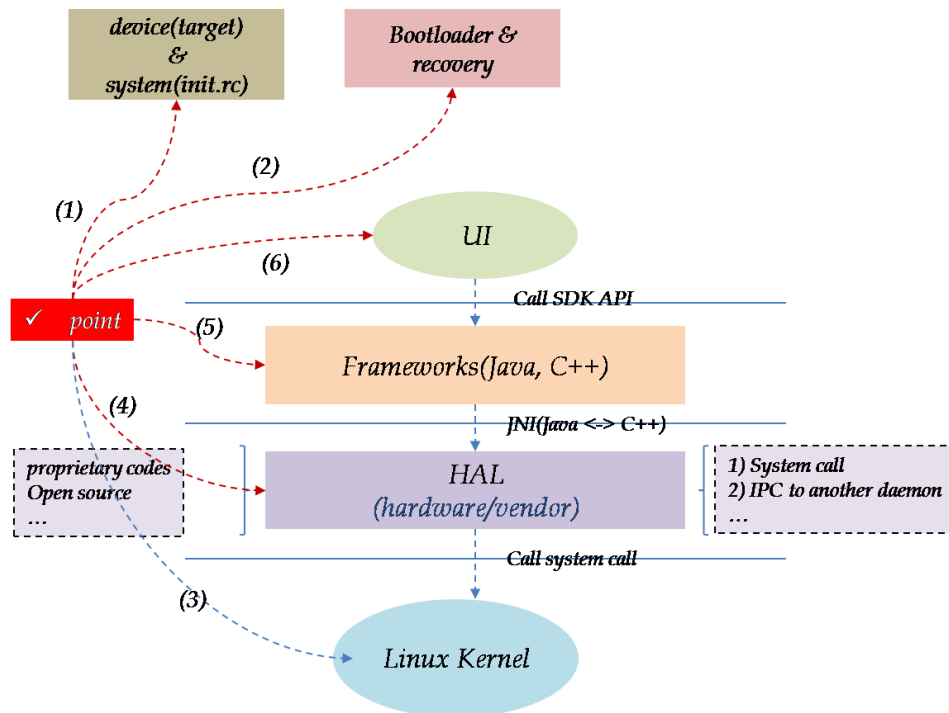 device(target)
&
system(init.rc)
Bootloader &
recovery
(1)
(2)
UI
(6)
Call SDK API
✓ point
(5)
Frameworks(Java, C++)
(4)
JNI(Java <-> C++)
proprietary codes
Open source
…
HAL
(hardware/vendor)
1) System call
2) IPC to another daemon
…
Call system call
(3)
Linux Kernel